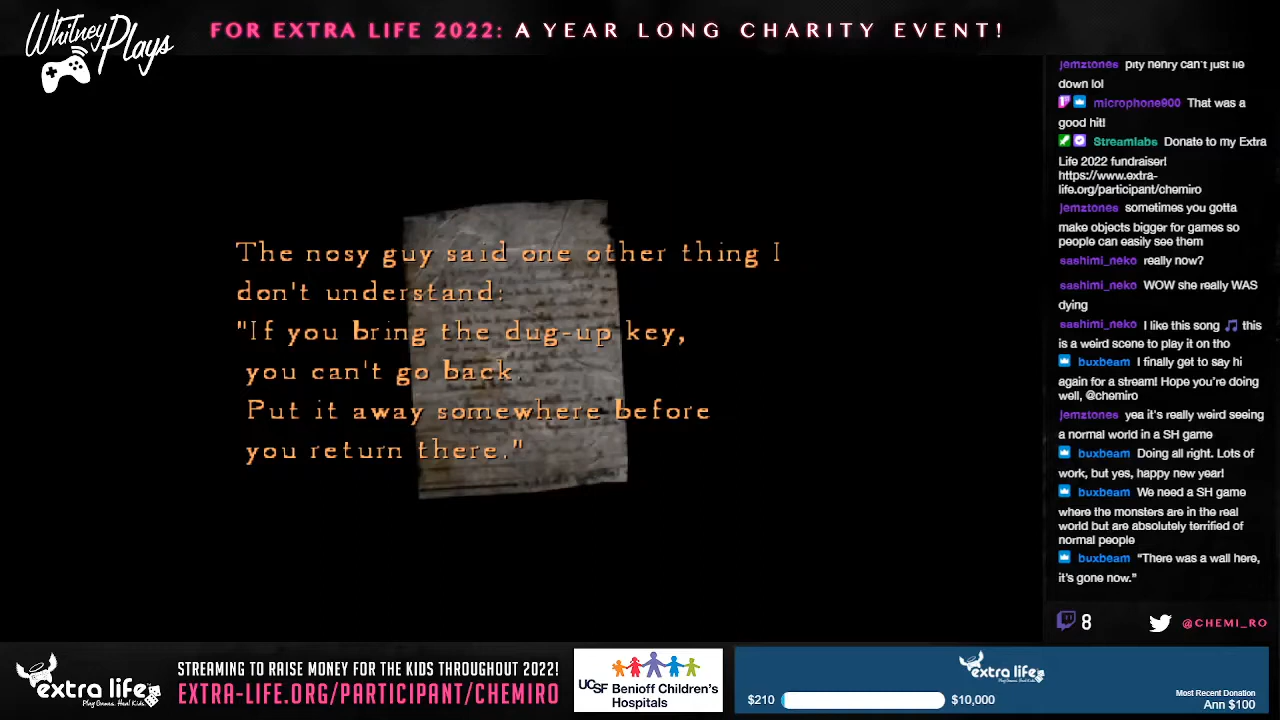 Whitney Plays
FOR EXTRA LIFE 2022: A YEAR LONG CHARITY EVENT!
The nosy guy said one other thing I
don't understand:
"If you bring the dug-up key,
you can't go back.
Put it away somewhere before
you return there."
jemztones pity henry can't just lie
down lol
microphone900 That was a
good hit!
Streamlabs Donate to my Extra
Life 2022 fundraiser!
https://www.extra-
life.org/participant/chemiro
jemztones sometimes you gotta
make objects bigger for games so
people can easily see them
sashimi_neko really now?
sashimi_neko WOW she really WAS
dying
sashimi_neko I like this song 🎵 this
is a weird scene to play it on tho
buxbeam I finally get to say hi
again for a stream! Hope you're doing
well, @chemiro
jemztones yea it's really weird seeing
a normal world in a SH game
buxbeam Doing all right. Lots of
work, but yes, happy new year!
buxbeam We need a SH game
where the monsters are in the real
world but are absolutely terrified of
normal people
buxbeam "There was a wall here,
it's gone now."
8
@CHEMI_RO
extra life
Play Games. Heal Kids.
STREAMING TO RAISE MONEY FOR THE KIDS THROUGHOUT 2022!
EXTRA-LIFE.ORG/PARTICIPANT/CHEMIRO
UCSF Benioff Children's
Hospitals
extra life
$210
$10,000
Most Recent Donation
Ann $100